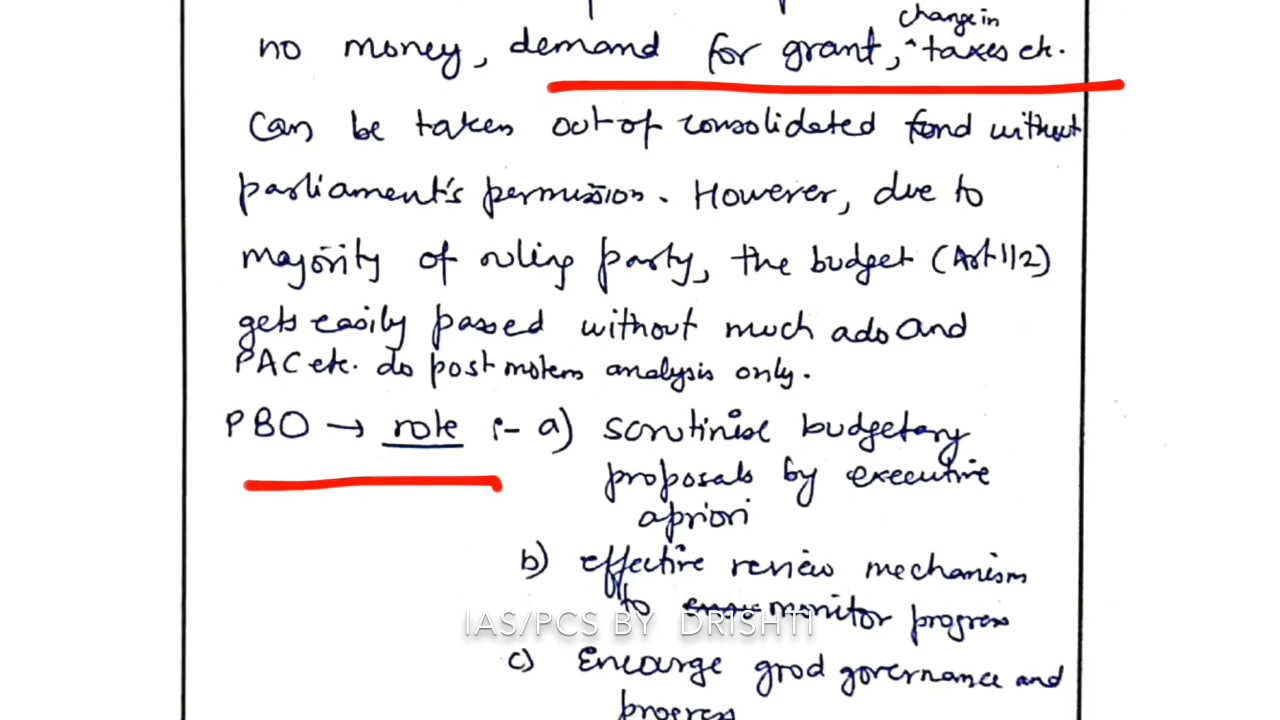 change in
no money, demand for grant, ^ taxes etc.
can be taken out of consolidated fund without
parliament's permission. However, due to
majority of ruling party, the budget (Art 112)
gets easily passed without much ado and
PAC etc. do post motem analysis only.
PBO → role :- a) scrutinise budgetary
proposals by executive
apriori
b) effective review mechanism
to monitor progress
IAS/PCS BY DRISHTI
c) Encourge good governance and
progress